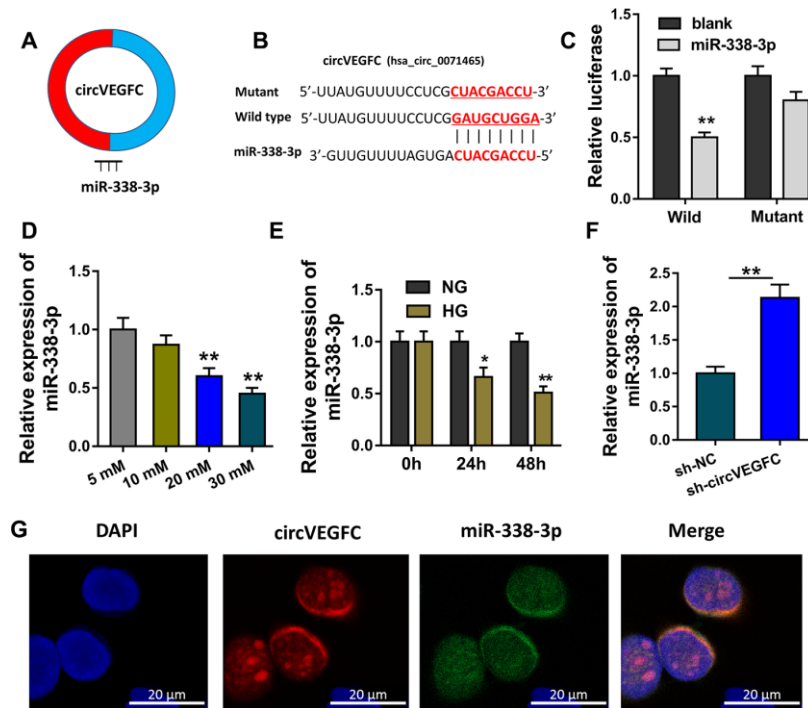 A
circVEGFC
miR-338-3p
B
circVEGFC (hsa_circ_0071465)
Mutant 5’-UUAUGUUUUCCUCGCUACGACCU-3’
Wild type 5’-UUAUGUUUUCCUCGGAUGCUGGA-3’
miR-338-3p 3’-GUUGUUUUAGUGACUACGACCU-5’
C
blank
miR-338-3p
Relative luciferase
1.5
1.0
0.5
0.0
**
Wild Mutant
D
Relative expression of
miR-338-3p
1.5
1.0
0.5
0.0
** **
5 mM 10 mM 20 mM 30 mM
E
NG
HG
Relative expression of
miR-338-3p
1.5
1.0
0.5
0.0
* **
0h 24h 48h
F
Relative expression of
miR-338-3p
2.5
2.0
1.5
1.0
0.5
0.0
**
sh-NC sh-circVEGFC
G
DAPI circVEGFC miR-338-3p Merge
20 μm 20 μm 20 μm 20 μm